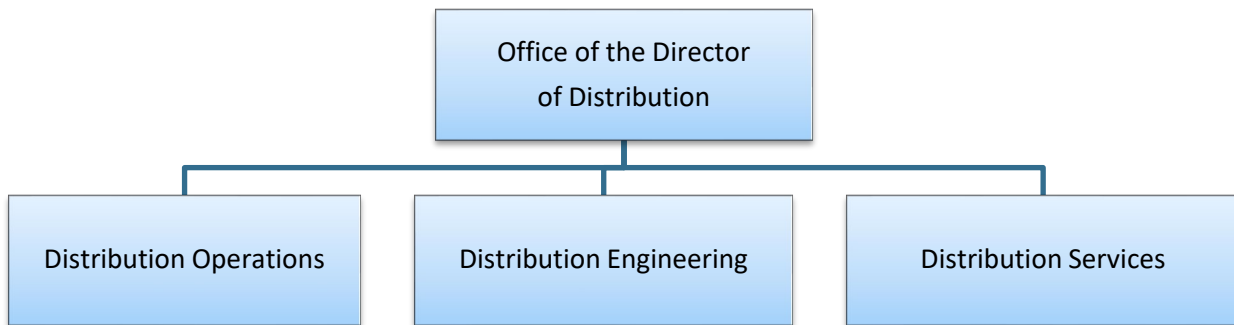 Office of the Director
of Distribution
Distribution Operations
Distribution Engineering
Distribution Services